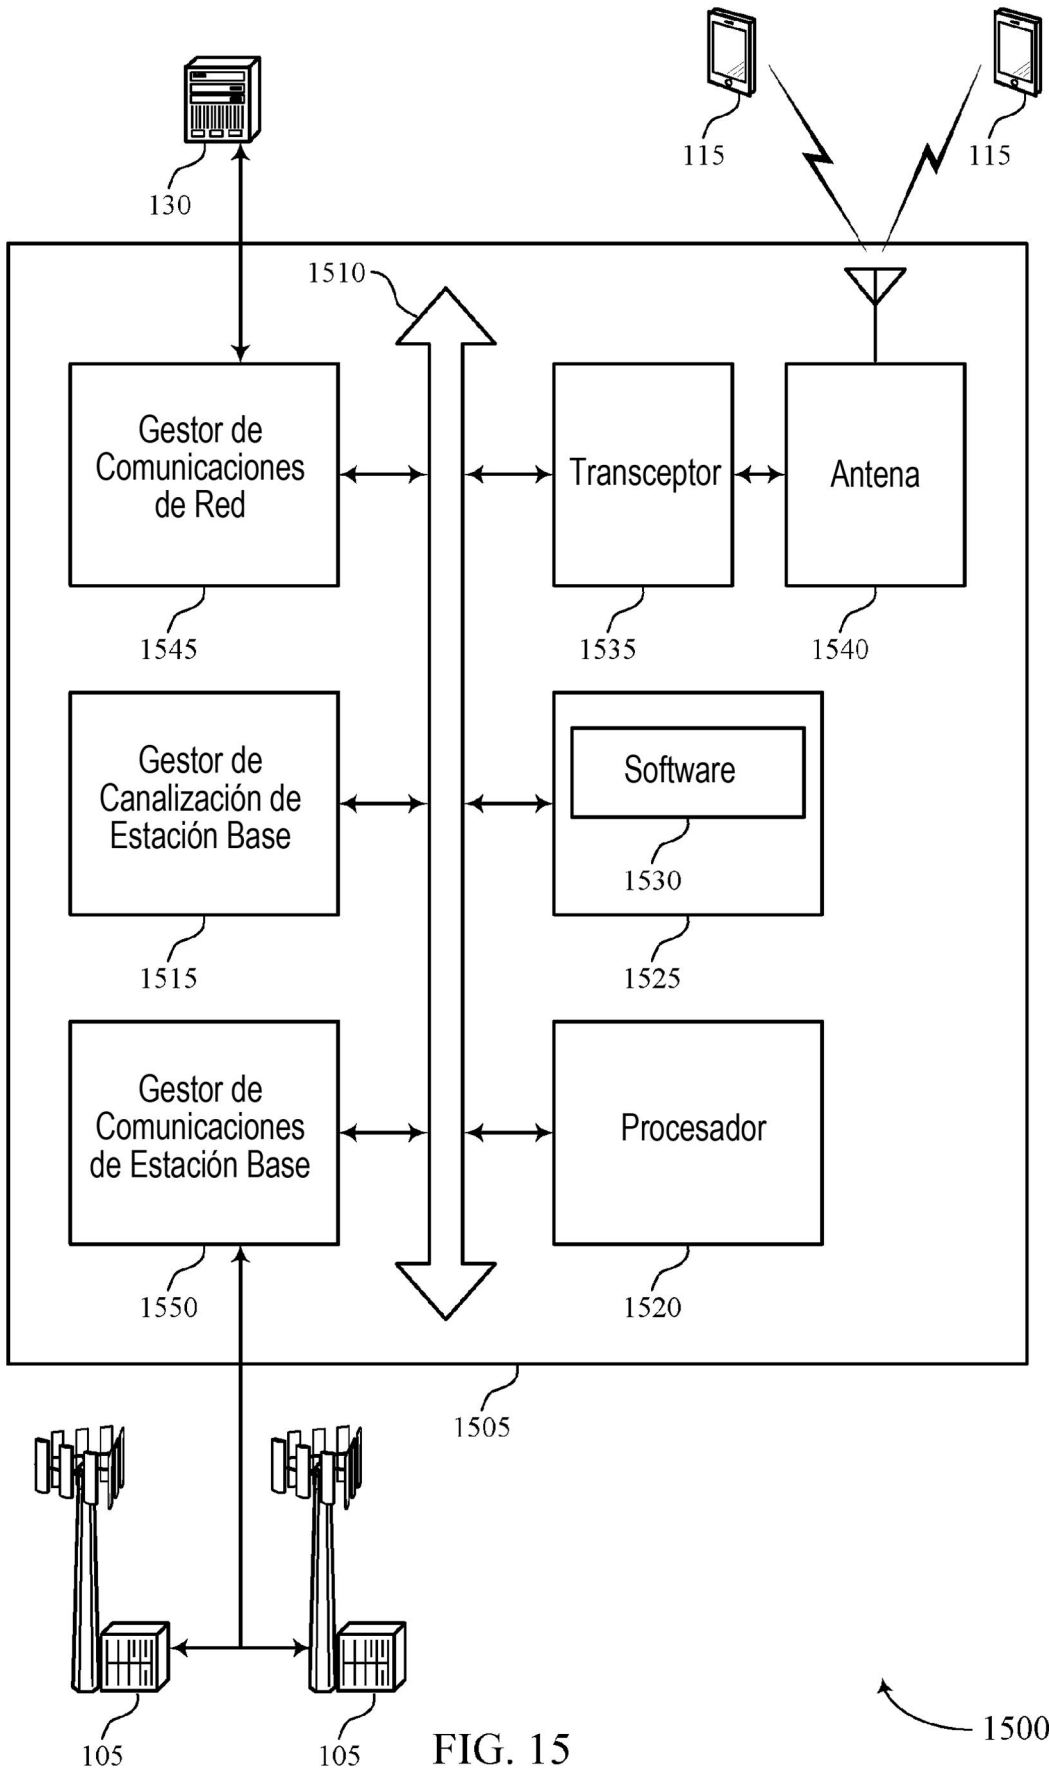 115
115
130
1510
Gestor de
Comunicaciones
de Red
Transceptor
Antena
1545
1535
1540
Gestor de
Canalización de
Estación Base
Software
1530
1515
1525
Gestor de
Comunicaciones
de Estación Base
Procesador
1550
1520
1505
105
105
FIG. 15
1500